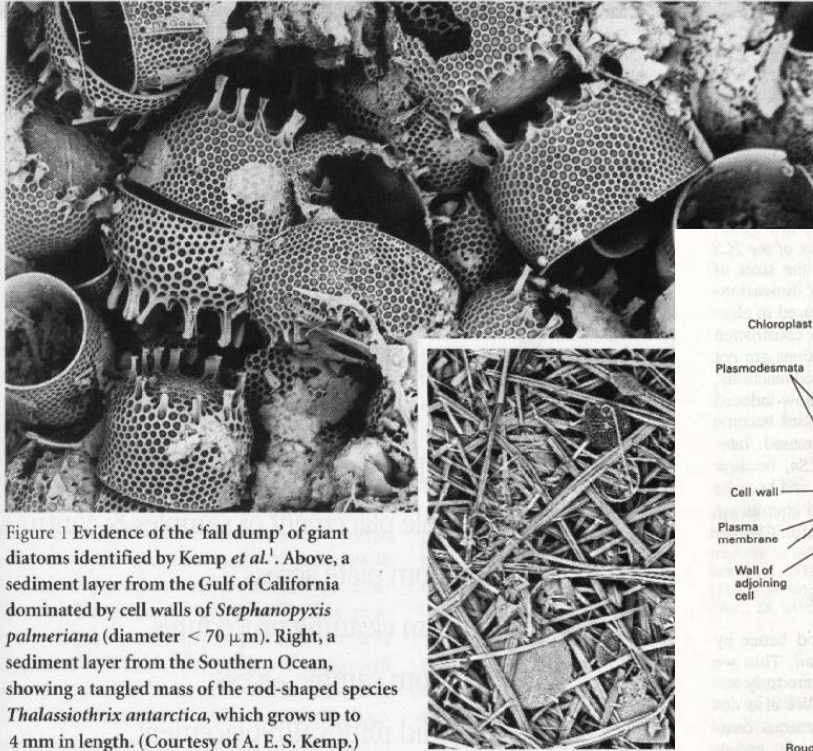 Figure 1 Evidence of the 'fall dump' of giant
diatoms identified by Kemp et al.¹. Above, a
sediment layer from the Gulf of California
dominated by cell walls of Stephanopyxis
palmeriana (diameter < 70 μm). Right, a
sediment layer from the Southern Ocean,
showing a tangled mass of the rod-shaped species
Thalassiothrix antarctica, which grows up to
4 mm in length. (Courtesy of A. E. S. Kemp.)
Chloroplast
Plasmodesmata
Cell wall
Plasma
membrane
Wall of
adjoining
cell